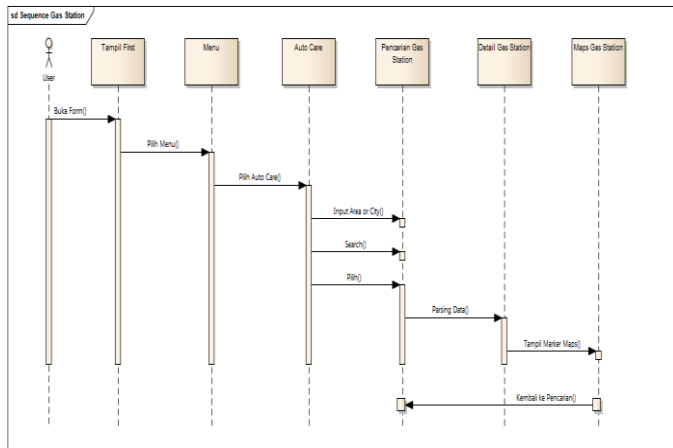 sd Sequence Gas Station
User
Tampil First
Menu
Auto Care
Pencarian Gas
Station
Detail Gas Station
Maps Gas Station
Buka Form()
Pilih Menu()
Pilih Auto Care()
Input Area or City()
Search()
Pilih()
Parsing Data()
Tampil Marker Maps()
Kembali ke Pencarian()